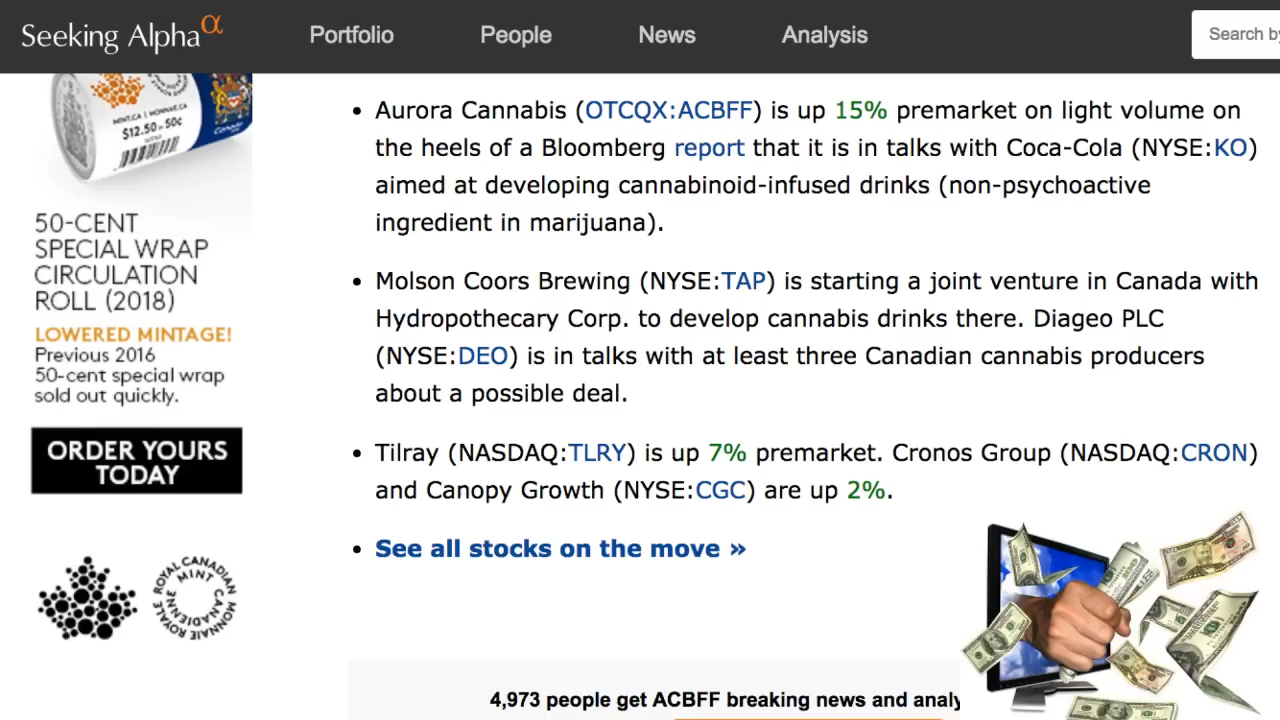 Seeking Alpha α
Portfolio
People
News
Analysis
Search by
MINT.CA | MONNAIE.CA
$12.50 - 50¢
50-CENT
SPECIAL WRAP
CIRCULATION
ROLL (2018)
LOWERED MINTAGE!
Previous 2016
50-cent special wrap
sold out quickly.
ORDER YOURS
TODAY
ROYAL CANADIAN MINT
MONNAIE ROYALE CANADIENNE
• Aurora Cannabis (OTCQX:ACBFF) is up 15% premarket on light volume on
the heels of a Bloomberg report that it is in talks with Coca-Cola (NYSE:KO)
aimed at developing cannabinoid-infused drinks (non-psychoactive
ingredient in marijuana).
• Molson Coors Brewing (NYSE:TAP) is starting a joint venture in Canada with
Hydropothecary Corp. to develop cannabis drinks there. Diageo PLC
(NYSE:DEO) is in talks with at least three Canadian cannabis producers
about a possible deal.
• Tilray (NASDAQ:TLRY) is up 7% premarket. Cronos Group (NASDAQ:CRON)
and Canopy Growth (NYSE:CGC) are up 2%.
• See all stocks on the move »
4,973 people get ACBFF breaking news and analy